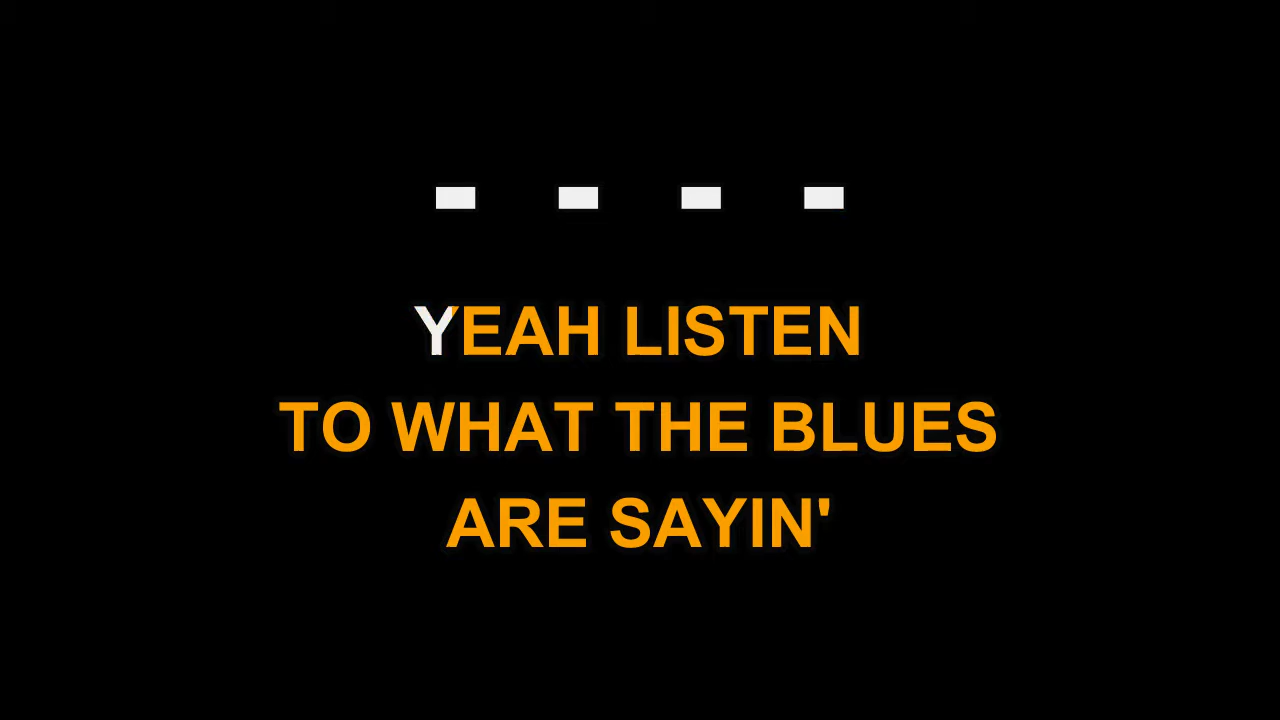 - - - -
YEAH LISTEN
TO WHAT THE BLUES
ARE SAYIN'